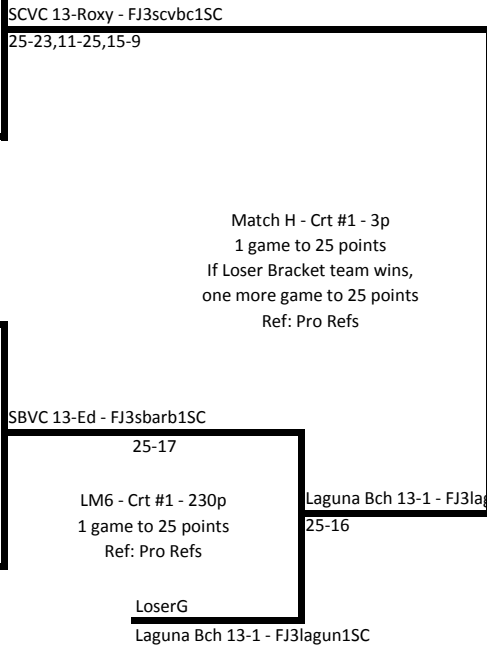 SCVC 13-Roxy - FJ3scvbc1SC
25-23,11-25,15-9
Match H - Crt #1 - 3p
1 game to 25 points
If Loser Bracket team wins,
one more game to 25 points
Ref: Pro Refs
SBVC 13-Ed - FJ3sbarb1SC
25-17
LM6 - Crt #1 - 230p
1 game to 25 points
Ref: Pro Refs
Laguna Bch 13-1 - FJ3lag
25-16
LoserG
Laguna Bch 13-1 - FJ3lagun1SC